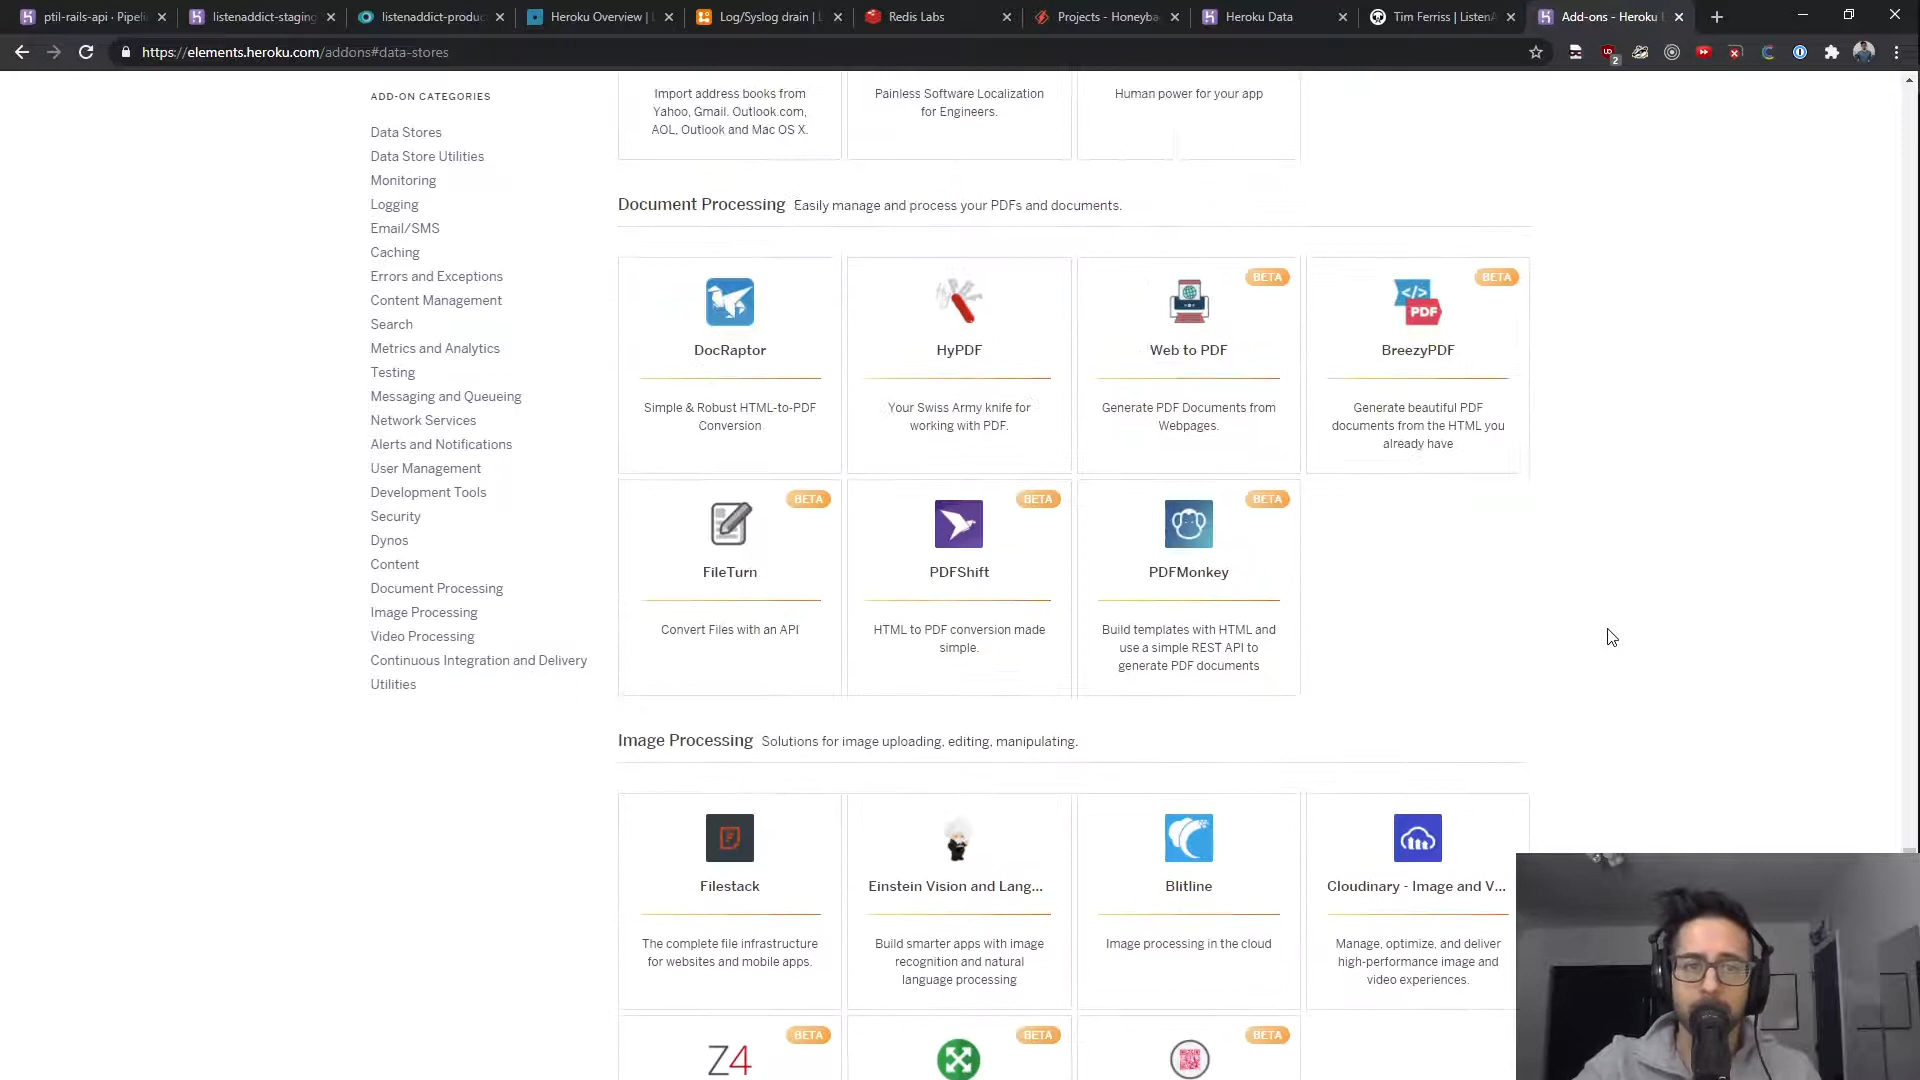 ptil-rails-api · Pipeli
listenaddict-staging
listenaddict-produc
Heroku Overview |
Log/Syslog drain |
Redis Labs
Projects - Honeyba
Heroku Data
Tim Ferriss | ListenA
Add-ons - Heroku
https://elements.heroku.com/addons#data-stores
2
ADD-ON CATEGORIES
Data Stores
Data Store Utilities
Monitoring
Logging
Email/SMS
Caching
Errors and Exceptions
Content Management
Search
Metrics and Analytics
Testing
Messaging and Queueing
Network Services
Alerts and Notifications
User Management
Development Tools
Security
Dynos
Content
Document Processing
Image Processing
Video Processing
Continuous Integration and Delivery
Utilities
Import address books from
Yahoo, Gmail. Outlook.com,
AOL, Outlook and Mac OS X.
Painless Software Localization
for Engineers.
Human power for your app
Document Processing Easily manage and process your PDFs and documents.
DocRaptor
Simple & Robust HTML-to-PDF
Conversion
HyPDF
Your Swiss Army knife for
working with PDF.
BETA
Web to PDF
Generate PDF Documents from
Webpages.
BETA
</>
PDF
BreezyPDF
Generate beautiful PDF
documents from the HTML you
already have
BETA
FileTurn
Convert Files with an API
BETA
PDFShift
HTML to PDF conversion made
simple.
BETA
PDFMonkey
Build templates with HTML and
use a simple REST API to
generate PDF documents
Image Processing Solutions for image uploading, editing, manipulating.
Filestack
The complete file infrastructure
for websites and mobile apps.
Einstein Vision and Lang...
Build smarter apps with image
recognition and natural
language processing
Blitline
Image processing in the cloud
Cloudinary - Image and V...
Manage, optimize, and deliver
high-performance image and
video experiences.
BETA
Z4
BETA
BETA